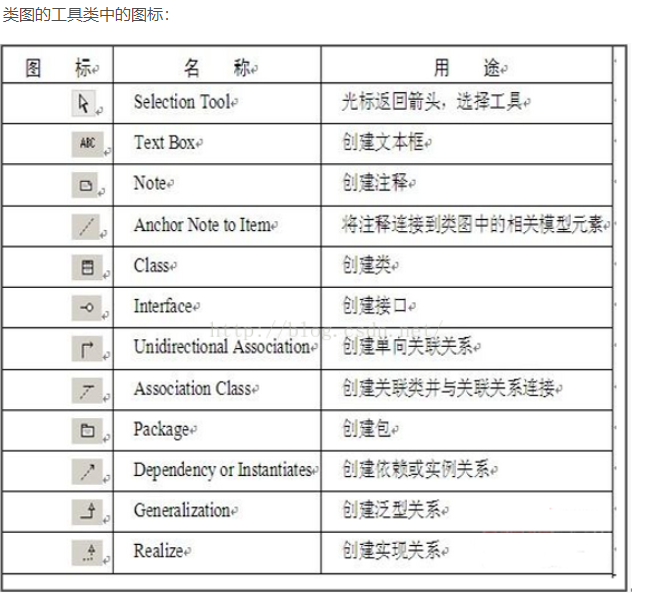 类图的工具类中的图标：
图 标 名 称 用 途
Selection Tool 光标返回箭头，选择工具
ABC Text Box 创建文本框
Note 创建注释
Anchor Note to Item 将注释连接到类图中的相关模型元素
Class 创建类
Interface 创建接口
http://blog.csdn.net/
Unidirectional Association 创建单向关联关系
Association Class 创建关联类并与关联关系连接
Package 创建包
Dependency or Instantiates 创建依赖或实例关系
Generalization 创建泛型关系
Realize 创建实现关系